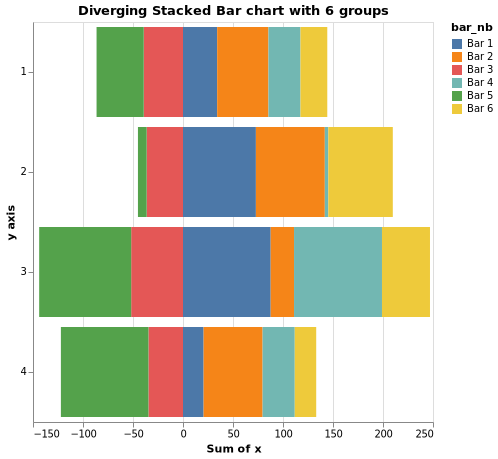 Diverging Stacked Bar chart with 6 groups
bar_nb
Bar 1
Bar 2
Bar 3
Bar 4
Bar 5
Bar 6
y axis
1
2
3
4
−150 −100 −50 0 50 100 150 200 250
Sum of x